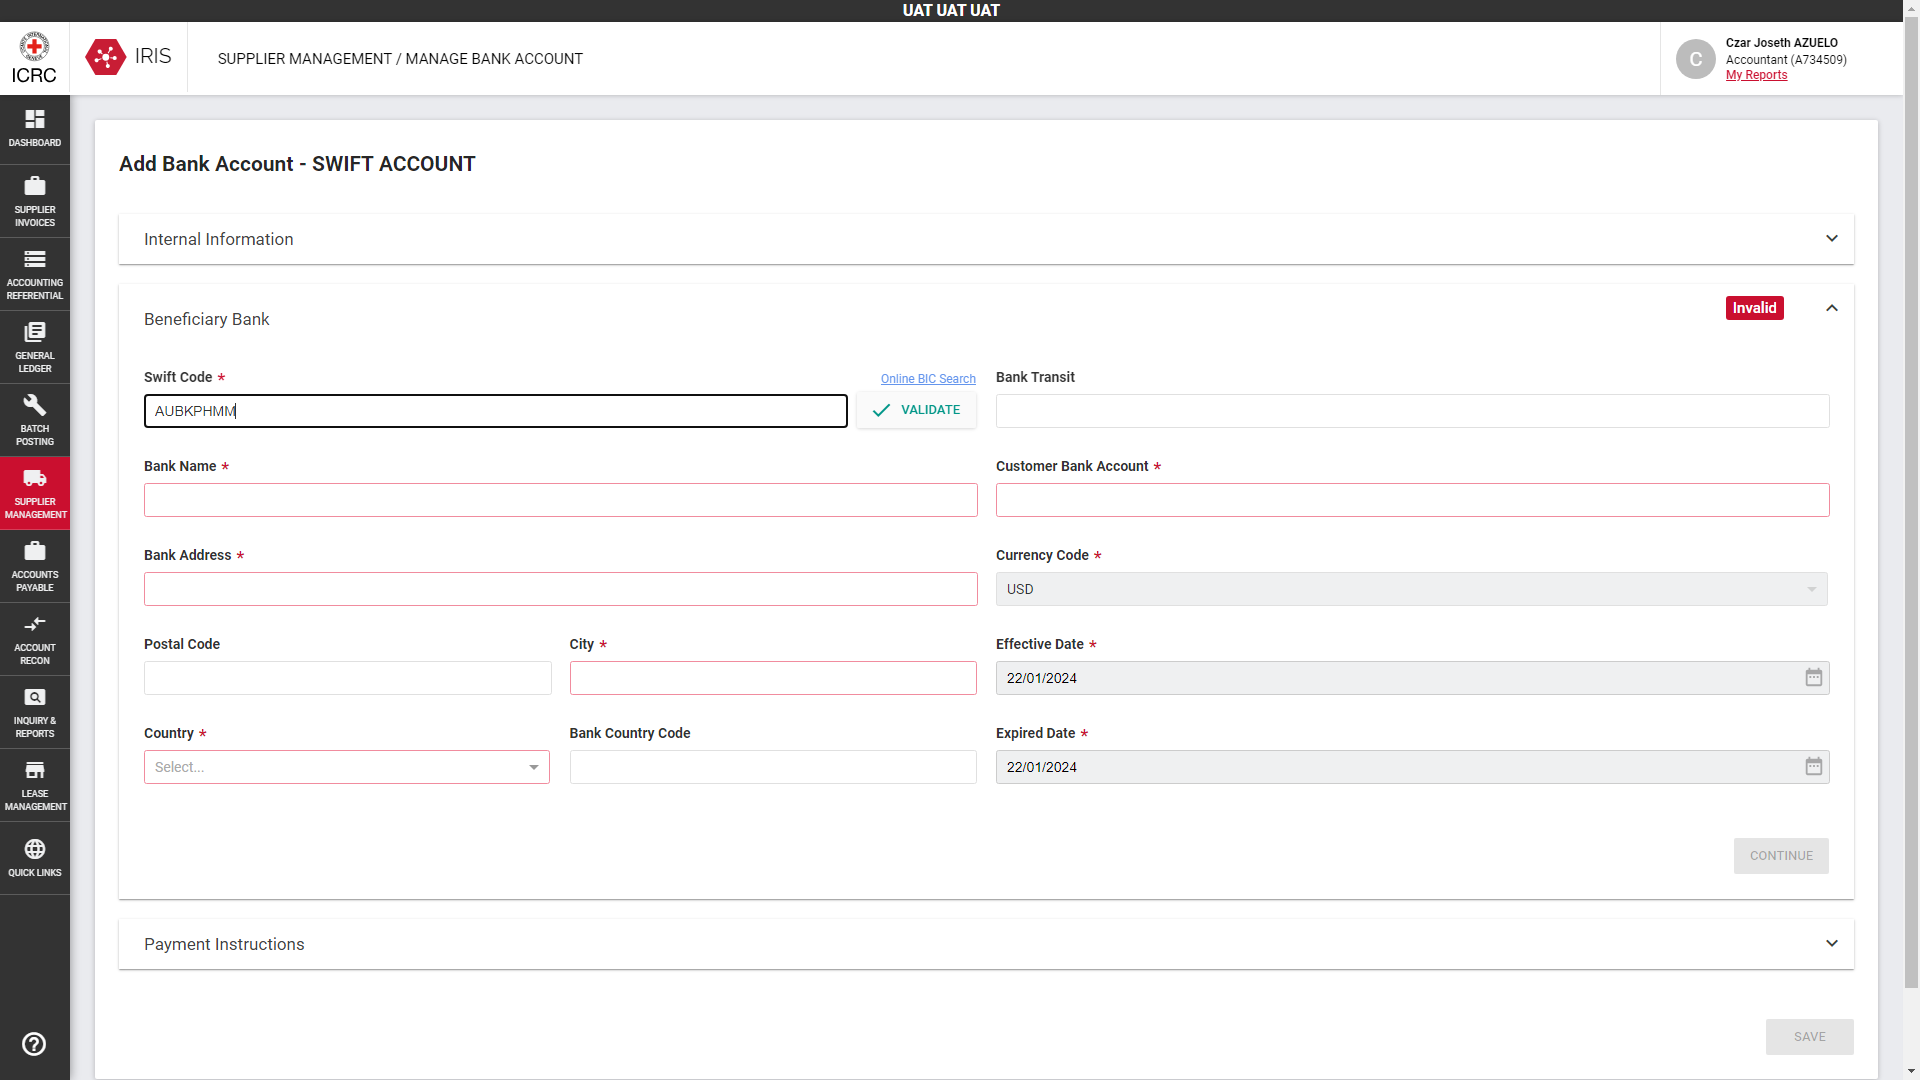 UAT UAT UAT
ICRC
IRIS
SUPPLIER MANAGEMENT / MANAGE BANK ACCOUNT
C
Czar Joseth AZUELO
Accountant (A734509)
My Reports
DASHBOARD
SUPPLIER
INVOICES
ACCOUNTING
REFERENTIAL
GENERAL
LEDGER
BATCH
POSTING
SUPPLIER
MANAGEMENT
ACCOUNTS
PAYABLE
ACCOUNT
RECON
INQUIRY &
REPORTS
LEASE
MANAGEMENT
QUICK LINKS
Add Bank Account - SWIFT ACCOUNT
Internal Information
Beneficiary Bank
Invalid
Swift Code *
Online BIC Search
Bank Transit
AUBKPHMM
VALIDATE
Bank Name *
Customer Bank Account *
Bank Address *
Currency Code *
USD
Postal Code
City *
Effective Date *
22/01/2024
Country *
Bank Country Code
Expired Date *
Select...
22/01/2024
CONTINUE
Payment Instructions
SAVE